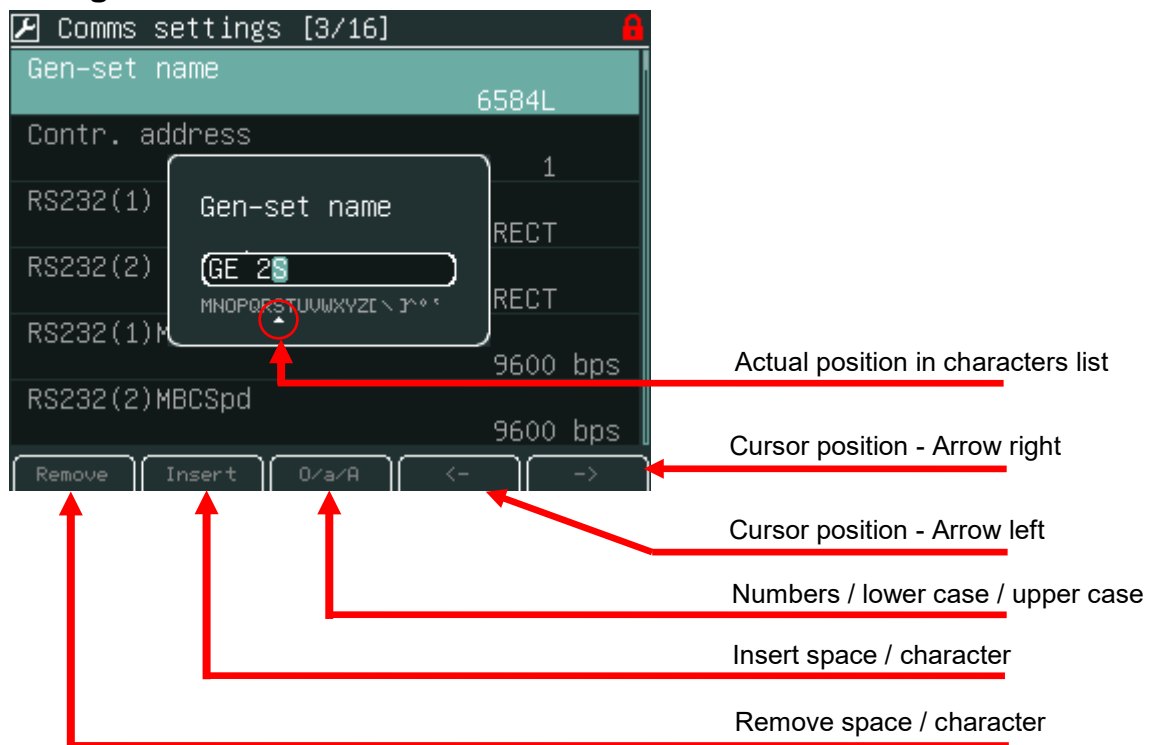 Comms settings [3/16]
Gen-set name
6584L
Contr. address
1
RS232(1)
RECT
RS232(2)
RECT
RS232(1)M
9600 bps
RS232(2)MBCSpd
9600 bps
Gen-set name
GE 2S
MNOPQRSTUVWXYZ[\]^
Remove Insert 0/a/A <- ->
Actual position in characters list
Cursor position - Arrow right
Cursor position - Arrow left
Numbers / lower case / upper case
Insert space / character
Remove space / character